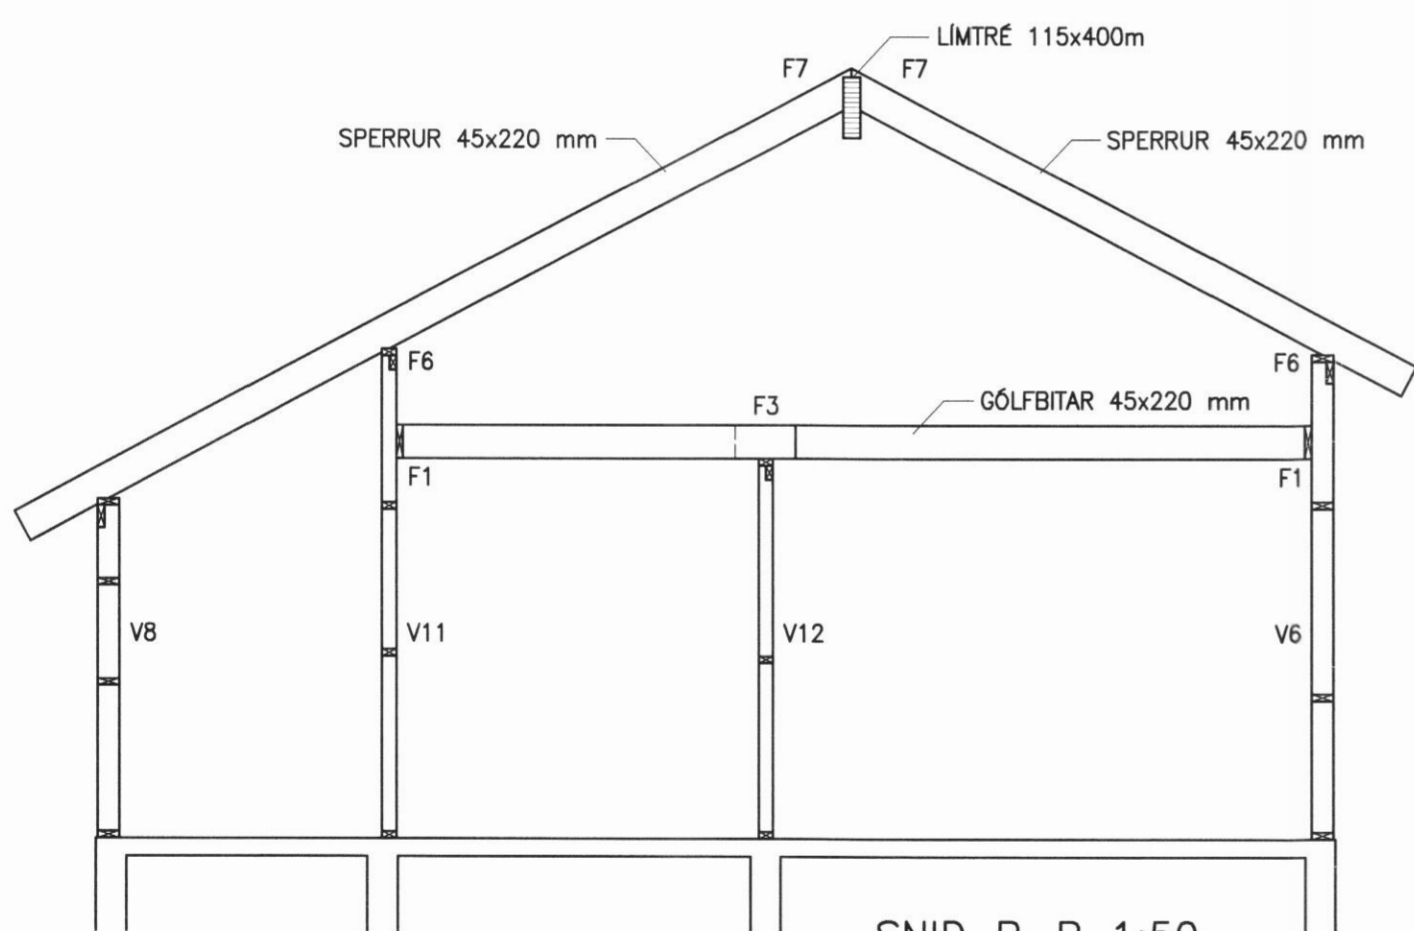 LÍMTRÉ 115x400m
F7
F7
SPERRUR 45x220 mm
SPERRUR 45x220 mm
F6
F6
F3
GÓLFBITAR 45x220 mm
F1
F1
V8
V11
V12
V6